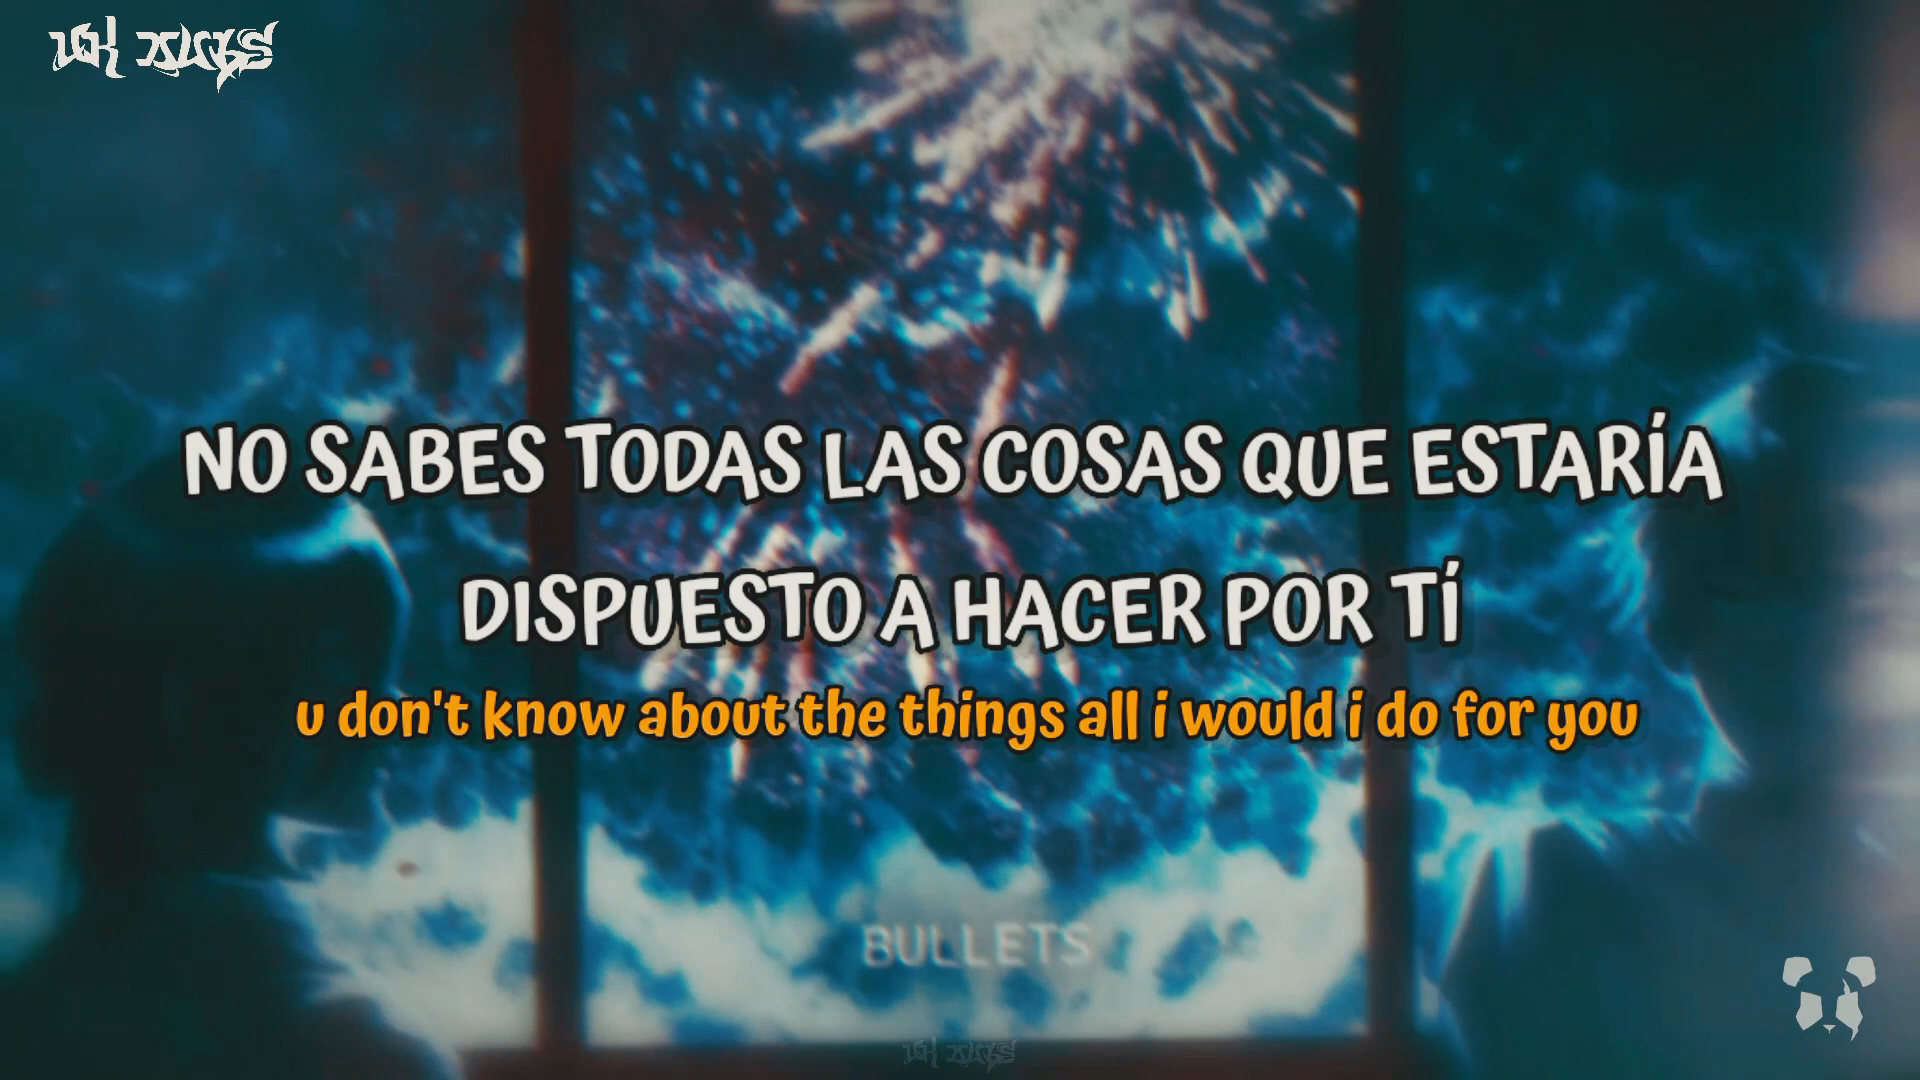 NO SABES TODAS LAS COSAS QUE ESTARÍA
DISPUESTO A HACER POR TÍ
u don't know about the things all i would i do for you
BULLETS